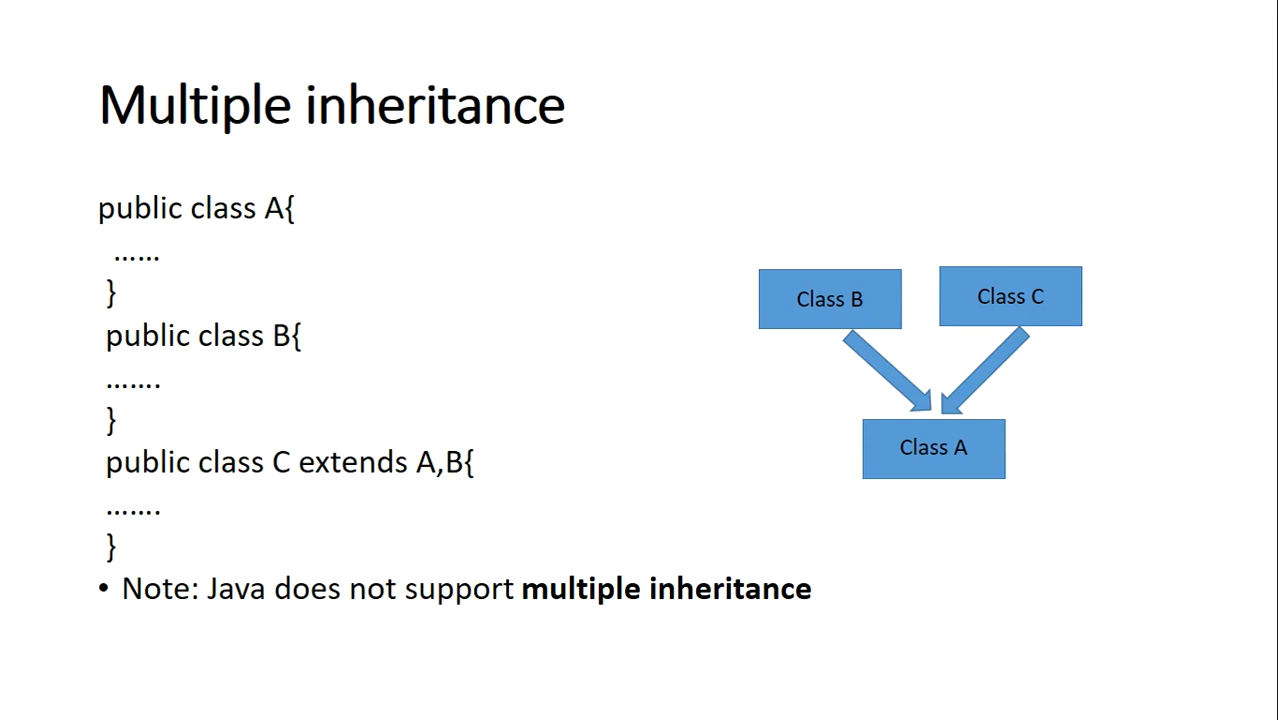 Multiple inheritance
public class A{
……
}
public class B{
…….
}
public class C extends A,B{
…….
}
• Note: Java does not support multiple inheritance
Class B
Class C
Class A